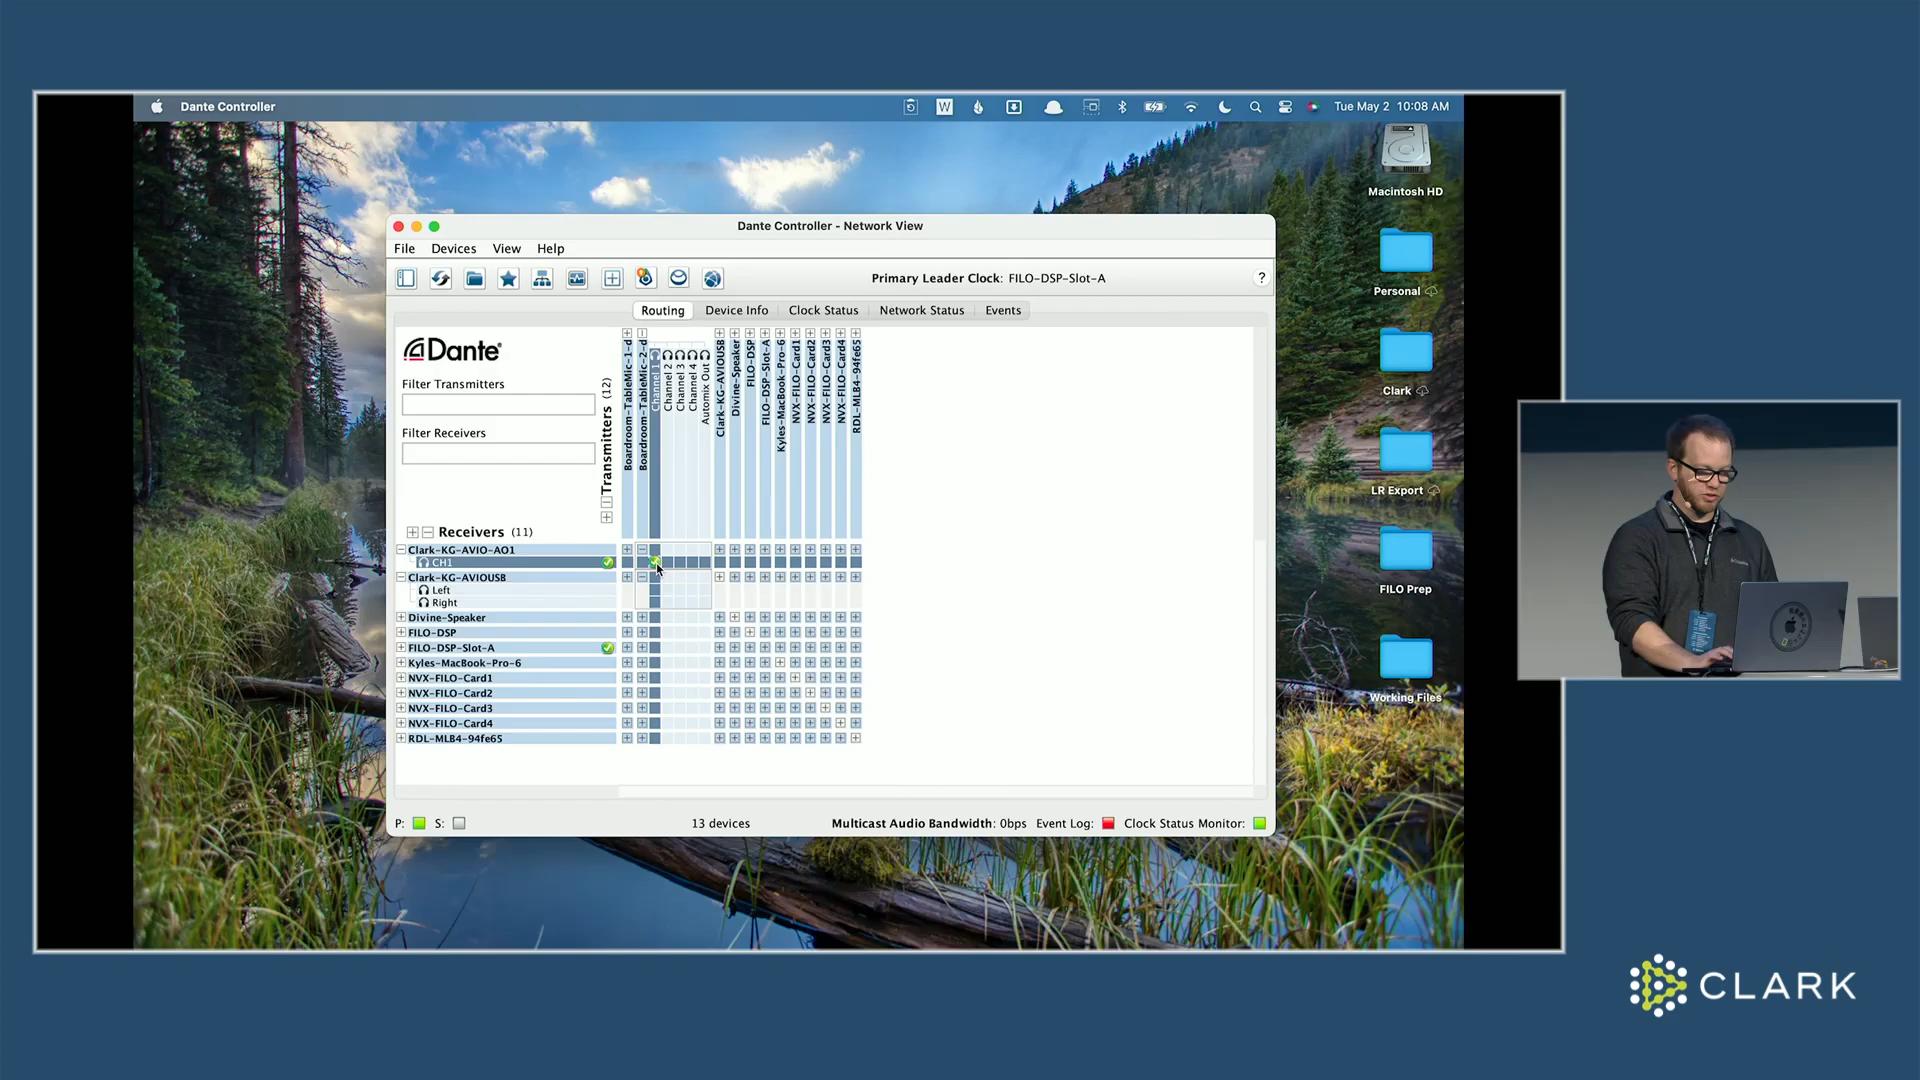 Dante Controller
W
Tue May 2 10:08 AM
Macintosh HD
Personal
Clark
LR Export
FILO Prep
Working Files
Dante Controller - Network View
File Devices View Help
Primary Leader Clock: FILO-DSP-Slot-A
?
Routing Device Info Clock Status Network Status Events
Dante
Filter Transmitters
Filter Receivers
Transmitters (12)
Boardroom-TableMic-1-d
Boardroom-TableMic-2-d
Channel 1
Channel 2
Channel 3
Channel 4
Automix Out
Clark-KG-AVIOUSB
Divine-Speaker
FILO-DSP
FILO-DSP-Slot-A
Kyles-MacBook-Pro-6
NVX-FILO-Card1
NVX-FILO-Card2
NVX-FILO-Card3
NVX-FILO-Card4
RDL-MLB4-94fe65
Receivers (11)
Clark-KG-AVIO-AO1
CH1
Clark-KG-AVIOUSB
Left
Right
Divine-Speaker
FILO-DSP
FILO-DSP-Slot-A
Kyles-MacBook-Pro-6
NVX-FILO-Card1
NVX-FILO-Card2
NVX-FILO-Card3
NVX-FILO-Card4
RDL-MLB4-94fe65
P: S: 13 devices Multicast Audio Bandwidth: 0bps Event Log: Clock Status Monitor:
CLARK